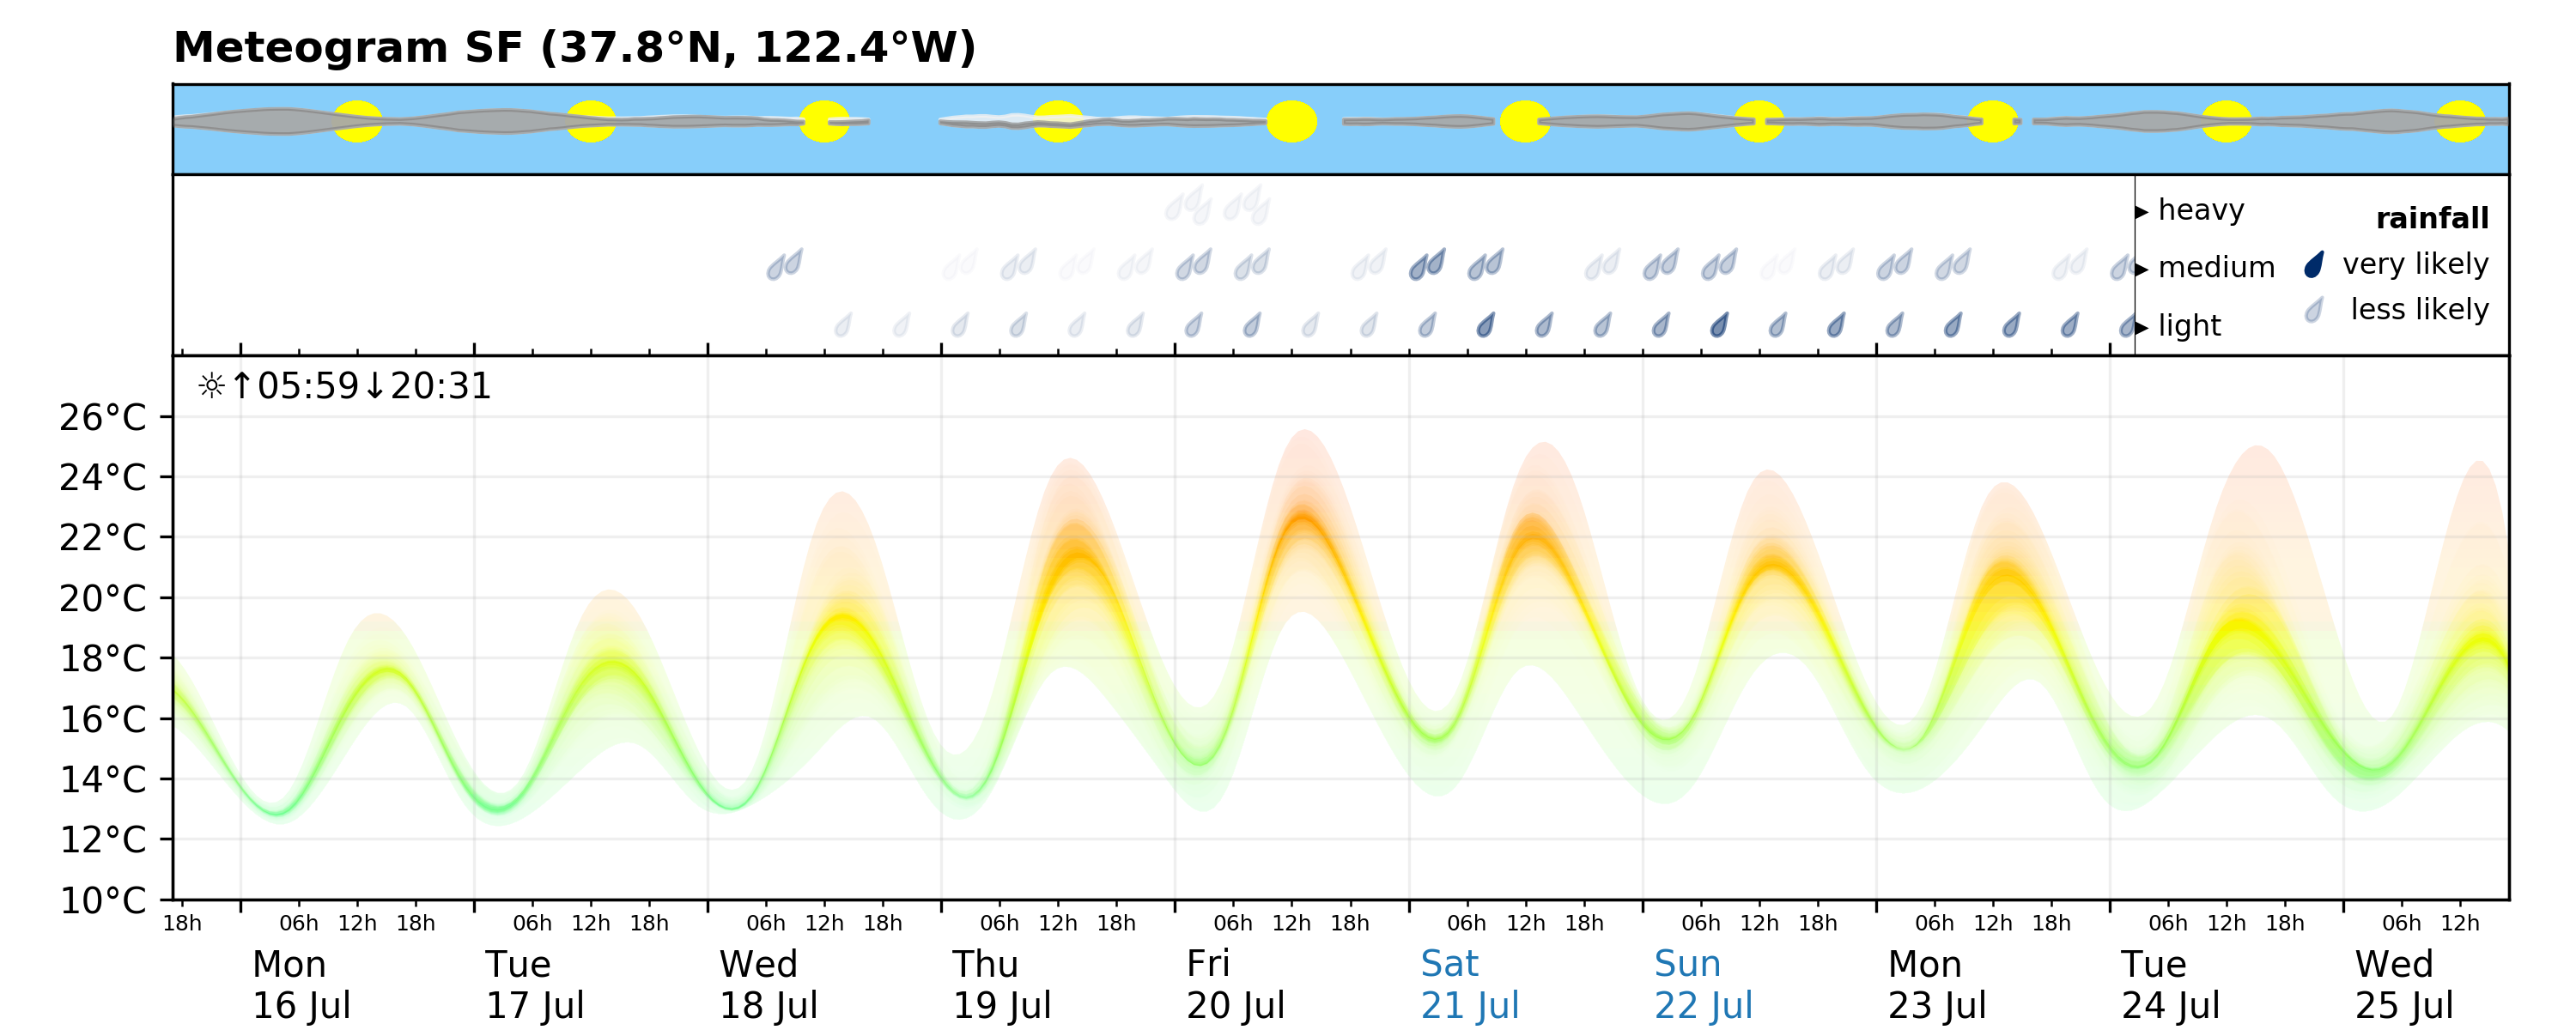 Meteogram SF (37.8°N, 122.4°W)
▸ heavy
rainfall
▸ medium
very likely
▸ light
less likely
☼↑05:59↓20:31
26°C
24°C
22°C
20°C
18°C
16°C
14°C
12°C
10°C
18h 06h 12h 18h 06h 12h 18h 06h 12h 18h 06h 12h 18h 06h 12h 18h 06h 12h 18h 06h 12h 18h 06h 12h 18h 06h 12h 18h 06h 12h
Mon Tue Wed Thu Fri Sat Sun Mon Tue Wed
16 Jul 17 Jul 18 Jul 19 Jul 20 Jul 21 Jul 22 Jul 23 Jul 24 Jul 25 Jul